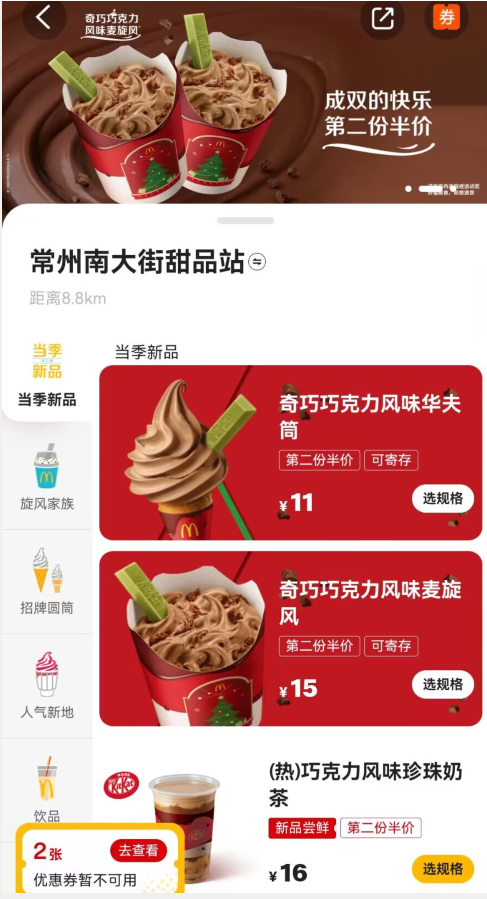 奇巧巧克力
风味麦旋风
券
成双的快乐
第二份半价
常州南大街甜品站
距离8.8km
当季
新品
当季新品
当季新品
奇巧巧克力风味华夫
筒
第二份半价
可寄存
¥11
选规格
旋风家族
招牌圆筒
奇巧巧克力风味麦旋
风
第二份半价
可寄存
¥15
选规格
人气新地
KitKat
(热)巧克力风味珍珠奶
茶
新品尝鲜
第二份半价
¥16
选规格
饮品
2张
去查看
优惠券暂不可用